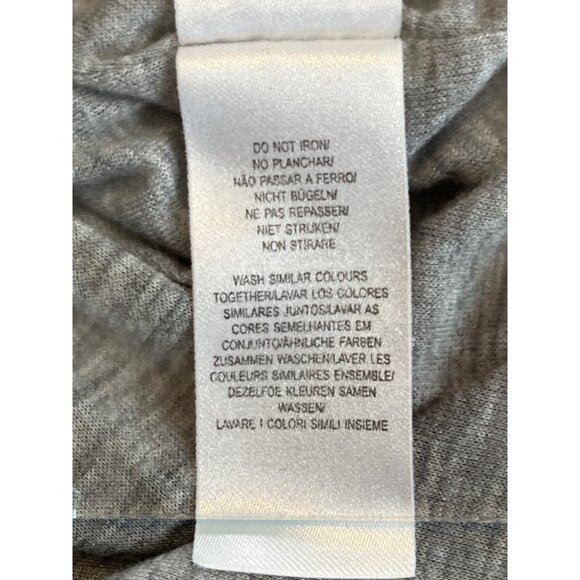 DO NOT IRON/
NO PLANCHAR/
NÃO PASSAR A FERRO/
NICHT BÜGELN/
NE PAS REPASSER/
NIET STRIJKEN/
NON STIRARE
WASH SIMILAR COLOURS
TOGETHER/LAVAR LOS COLORES
SIMILARES JUNTOS/LAVAR AS
CORES SEMELHANTES EM
CONJUNTO/ÄHNLICHE FARBEN
ZUSAMMEN WASCHEN/LAVER LES
COULEURS SIMILAIRES ENSEMBLE/
DEZELFDE KLEUREN SAMEN
WASSEN/
LAVARE I COLORI SIMILI INSIEME